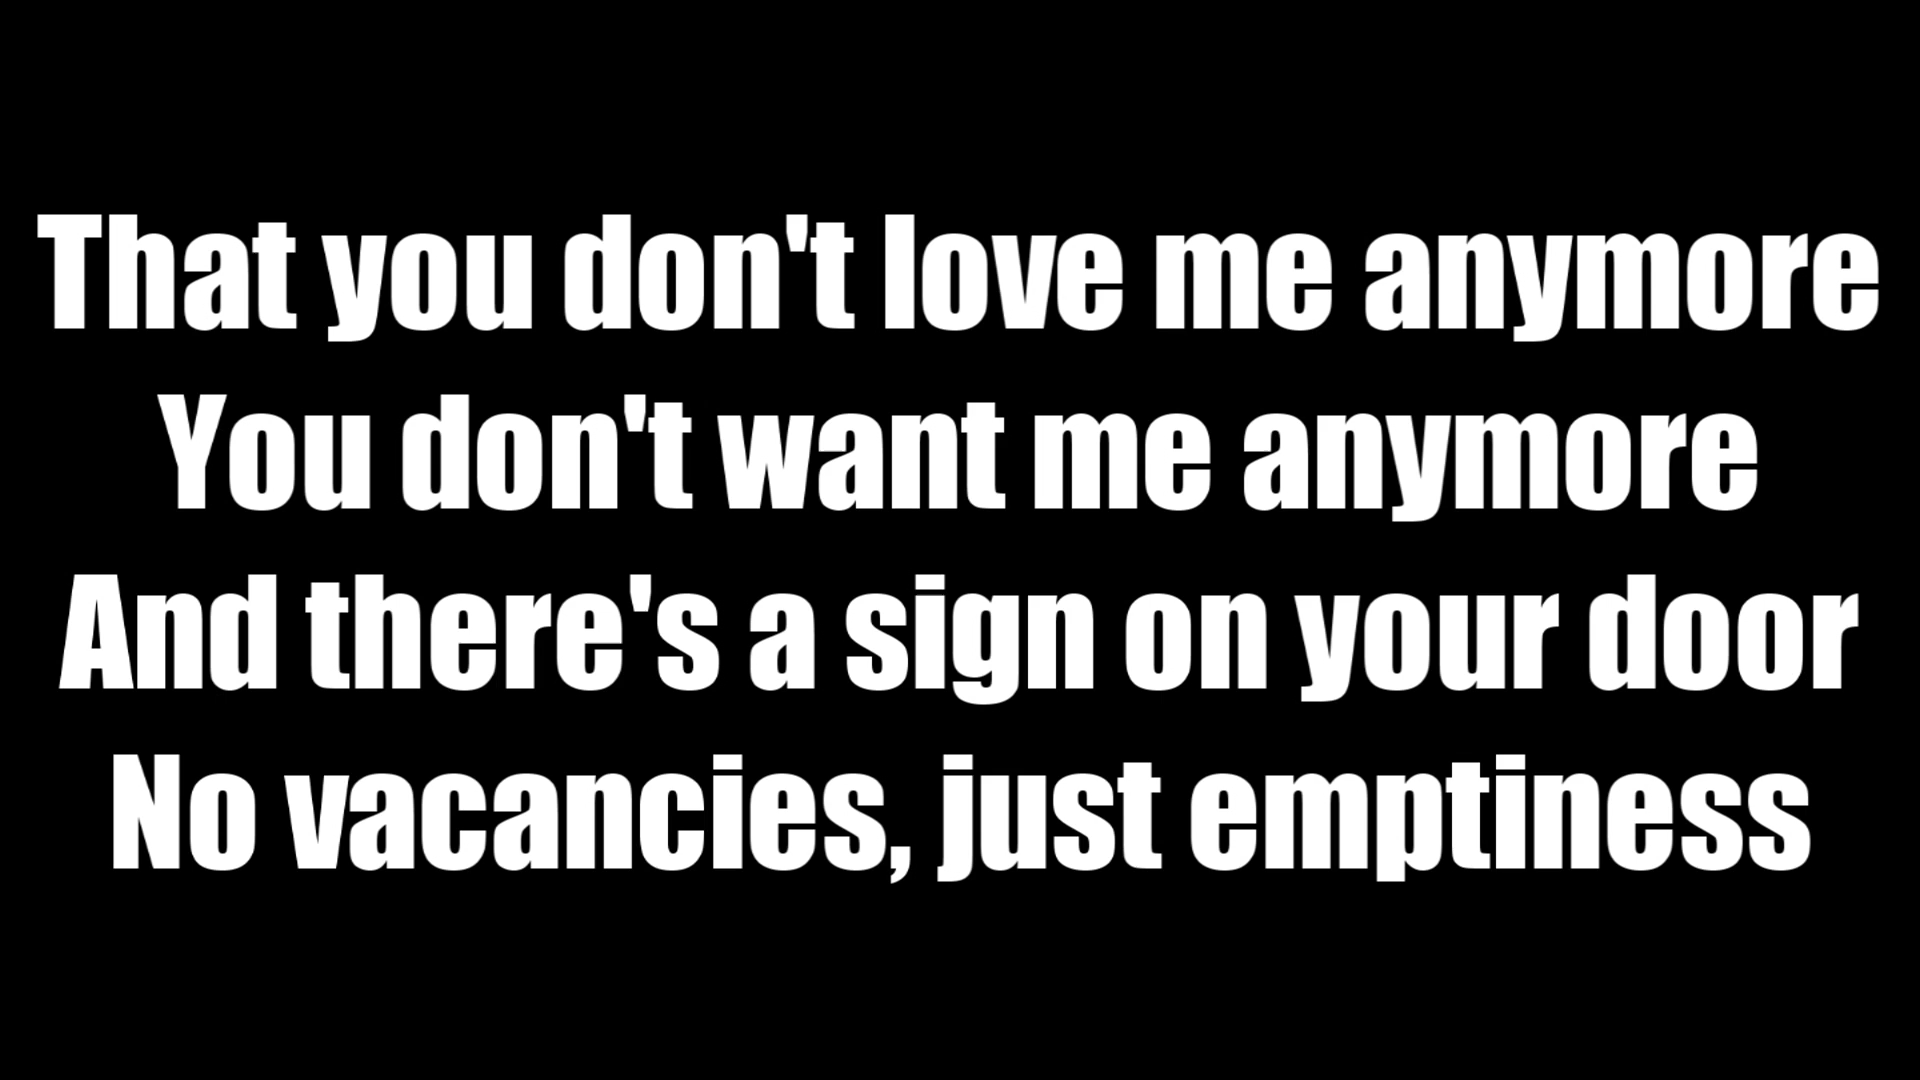 That you don't love me anymore
You don't want me anymore
And there's a sign on your door
No vacancies, just emptiness